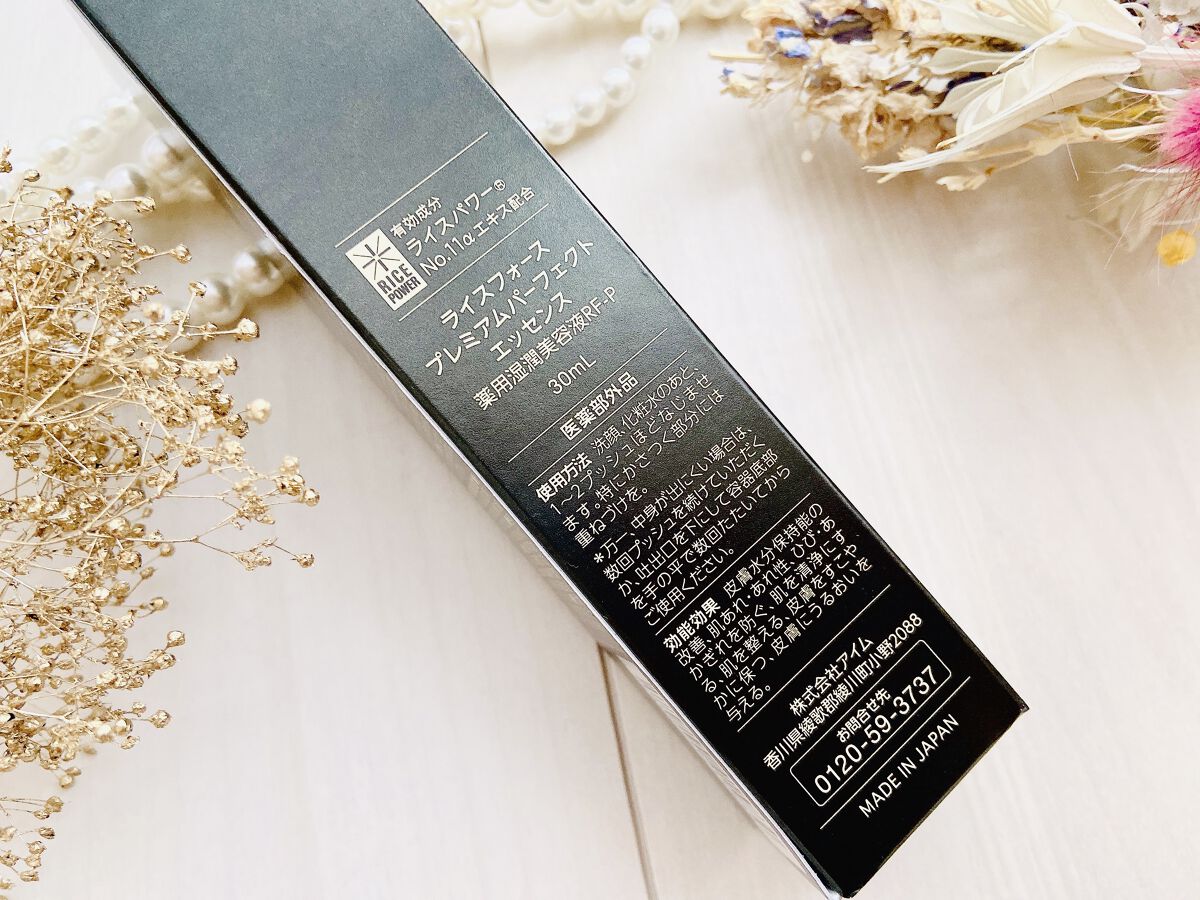 RICE
POWER
有効成分
ライスパワー®
No.11α エキス配合
ライスフォース
プレミアムパーフェクト
エッセンス
薬用湿潤美容液RF-P
30mL
医薬部外品
使用方法 洗顔、化粧水のあと、
1~2プッシュほどなじませ
ます。特にかさつく部分には
重ねづけを。
*万一、中身が出にくい場合は、
数回プッシュを続けていただく
か、吐出口を下にして容器底部
を手の平で数回たたいてから
ご使用ください。
効能効果 皮膚水分保持能の
改善、肌あれ・あれ性、ひび・あ
かぎれを防ぐ、肌を清浄にす
る、肌を整える、皮膚をすこや
かに保つ、皮膚にうるおいを
与える。
株式会社アイム
香川県綾歌郡綾川町小野2088
お問合せ先
0120-59-3737
MADE IN JAPAN